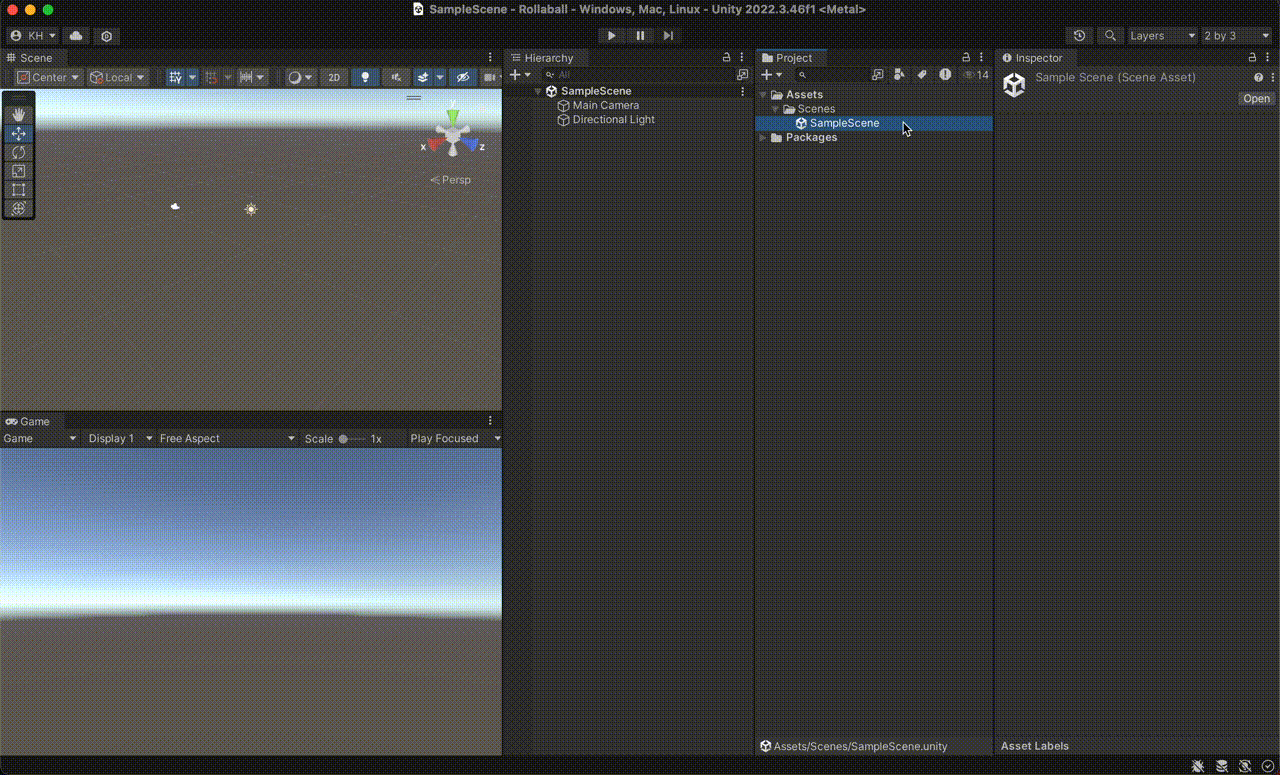 SampleScene - Rollaball - Windows, Mac, Linux - Unity 2022.3.46f1 <Metal>
KH
Layers
2 by 3
Scene
Center
Local
2D
y
x
z
Persp
Hierarchy
All
SampleScene
Main Camera
Directional Light
Project
14
Assets
Scenes
SampleScene
Packages
Assets/Scenes/SampleScene.unity
Inspector
Sample Scene (Scene Asset)
Open
Asset Labels
Game
Game
Display 1
Free Aspect
Scale
1x
Play Focused